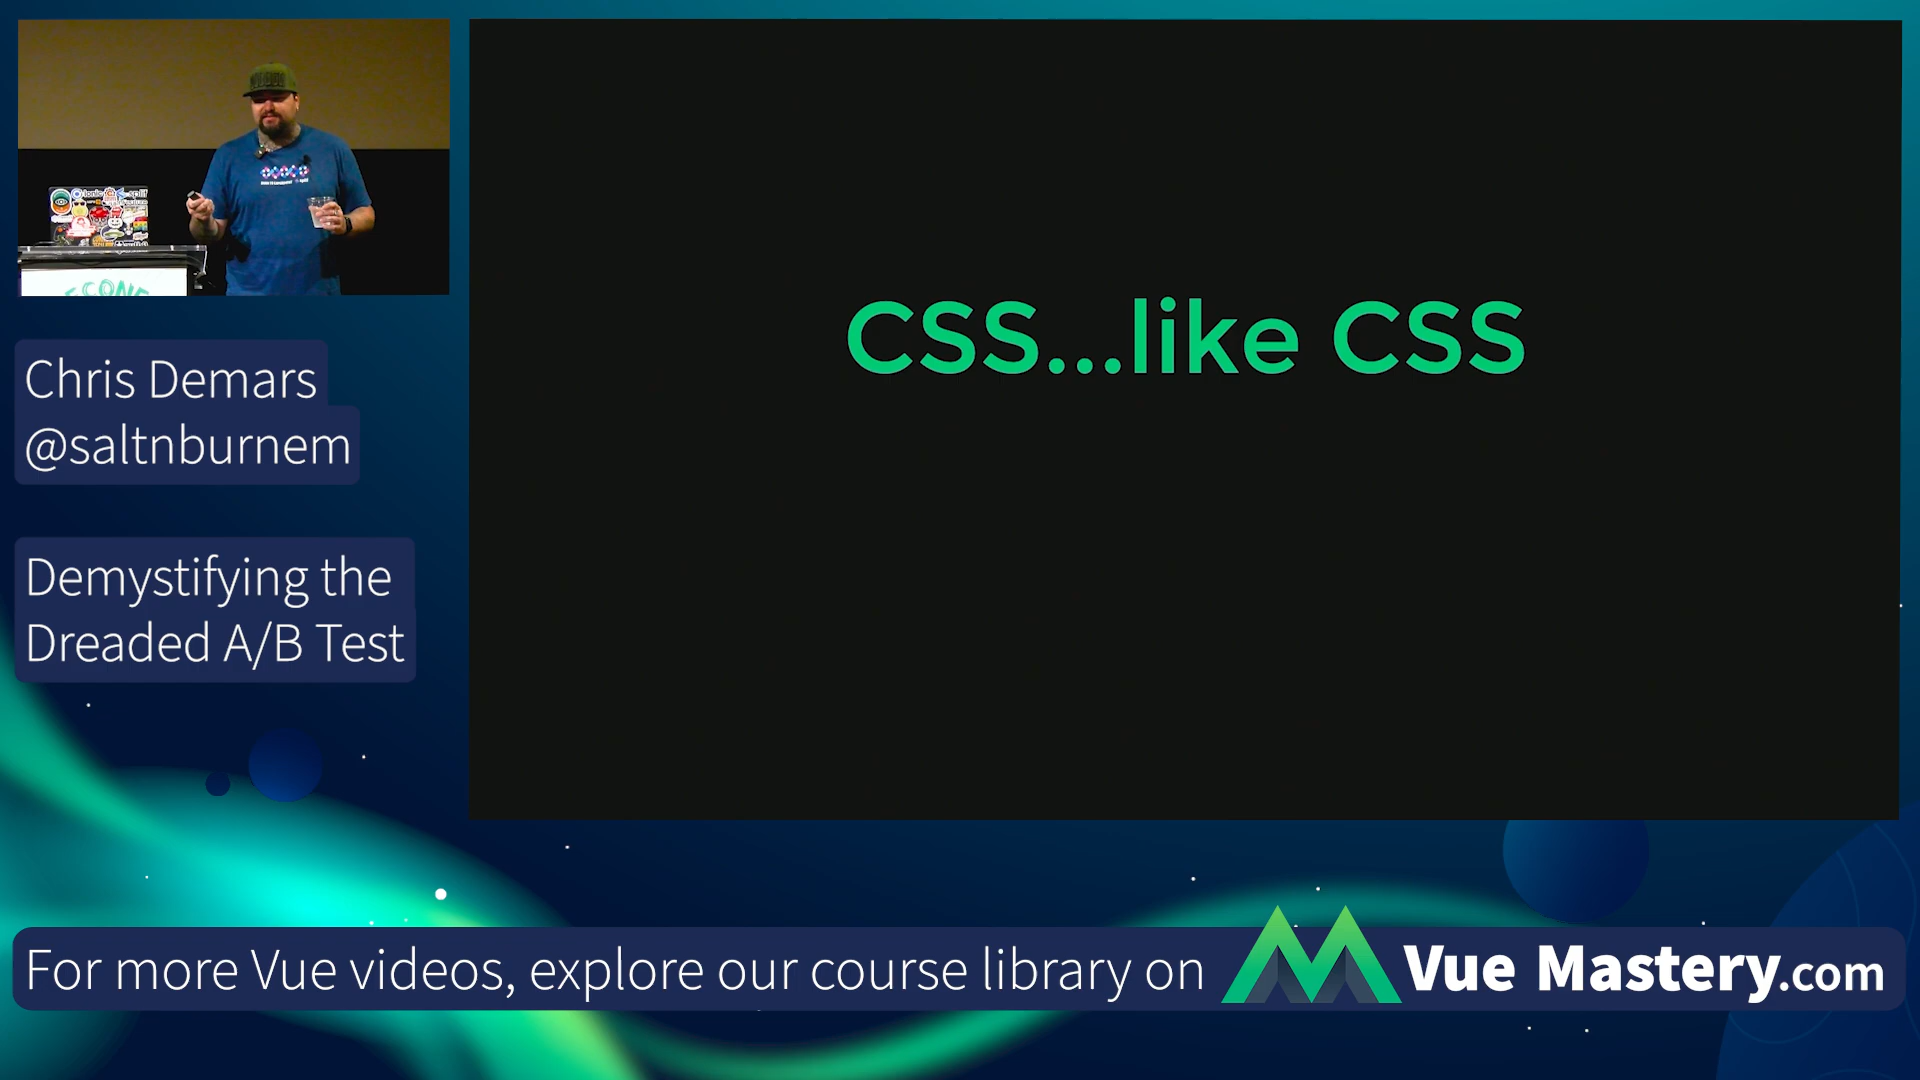 CSS...like CSS
Chris Demars
@saltnburnem
Demystifying the
Dreaded A/B Test
For more Vue videos, explore our course library on
Vue Mastery.com